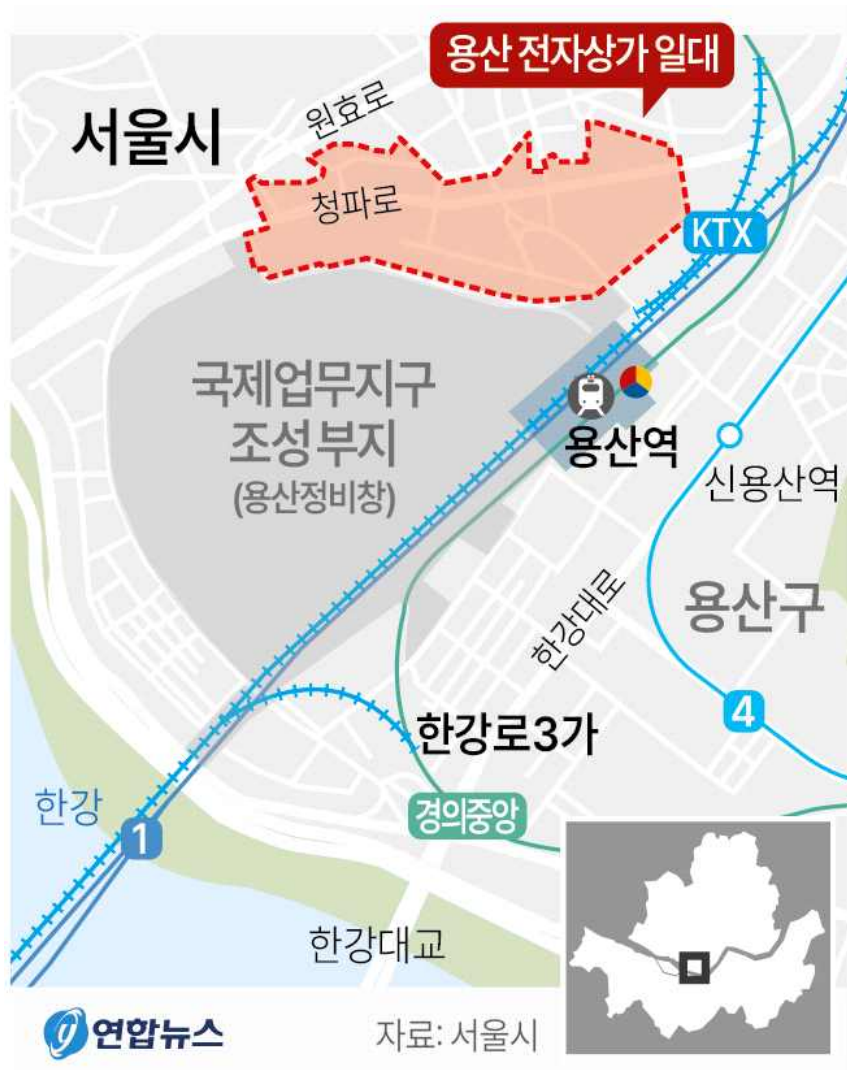 용산 전자상가 일대
서울시
원효로
청파로
KTX
국제업무지구
조성 부지
(용산정비창)
용산역
신용산역
한강대로
용산구
4
한강로3가
한강
1
경의중앙
한강대교
연합뉴스
자료: 서울시